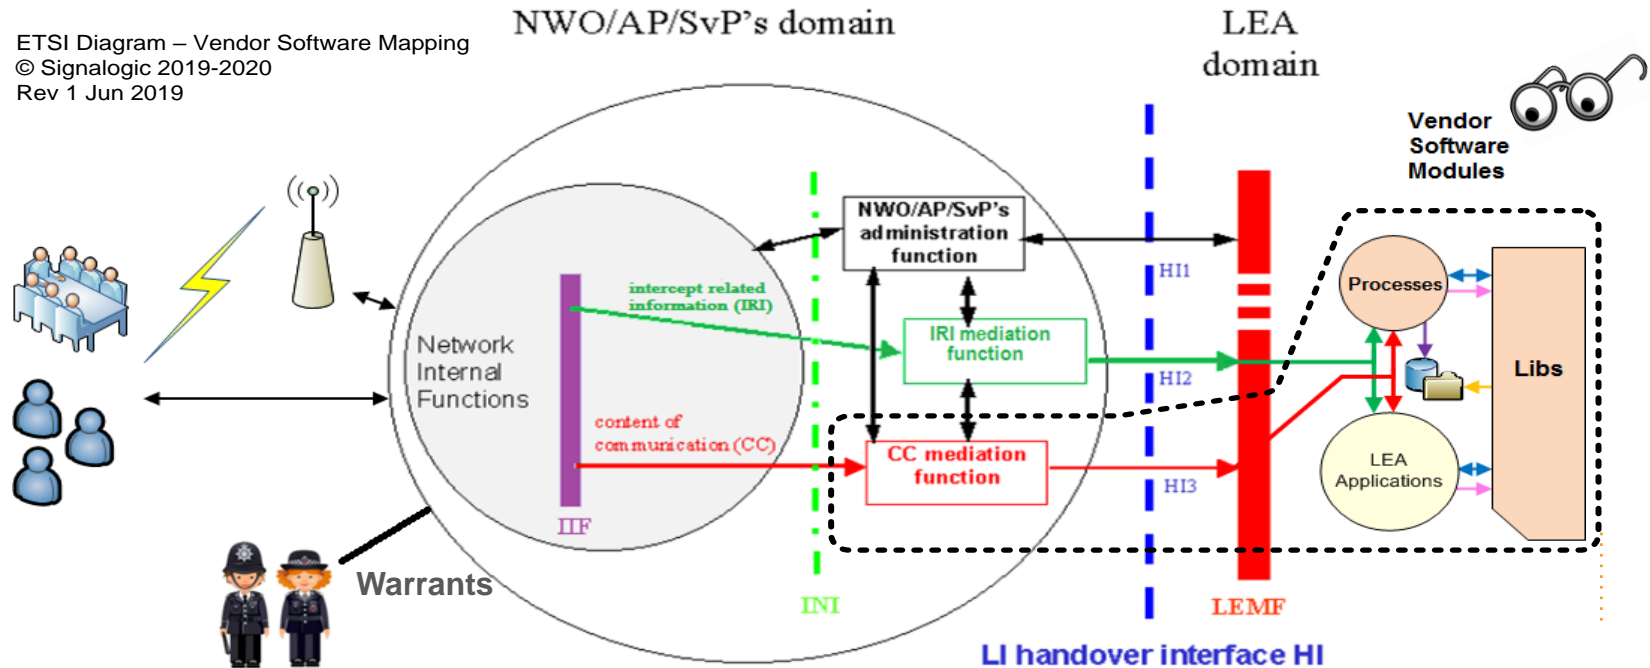 NWO/AP/SvP's domain
LEA
domain
ETSI Diagram – Vendor Software Mapping
© Signalogic 2019-2020
Rev 1 Jun 2019
Vendor
Software
Modules
NWO/AP/SvP's
administration
function
HI1
intercept related
information (IRI)
IRI mediation
function
HI2
Network
Internal
Functions
content of
communication (CC)
CC mediation
function
HI3
Processes
Libs
LEA
Applications
IIF
Warrants
INI
LEMF
LI handover interface HI